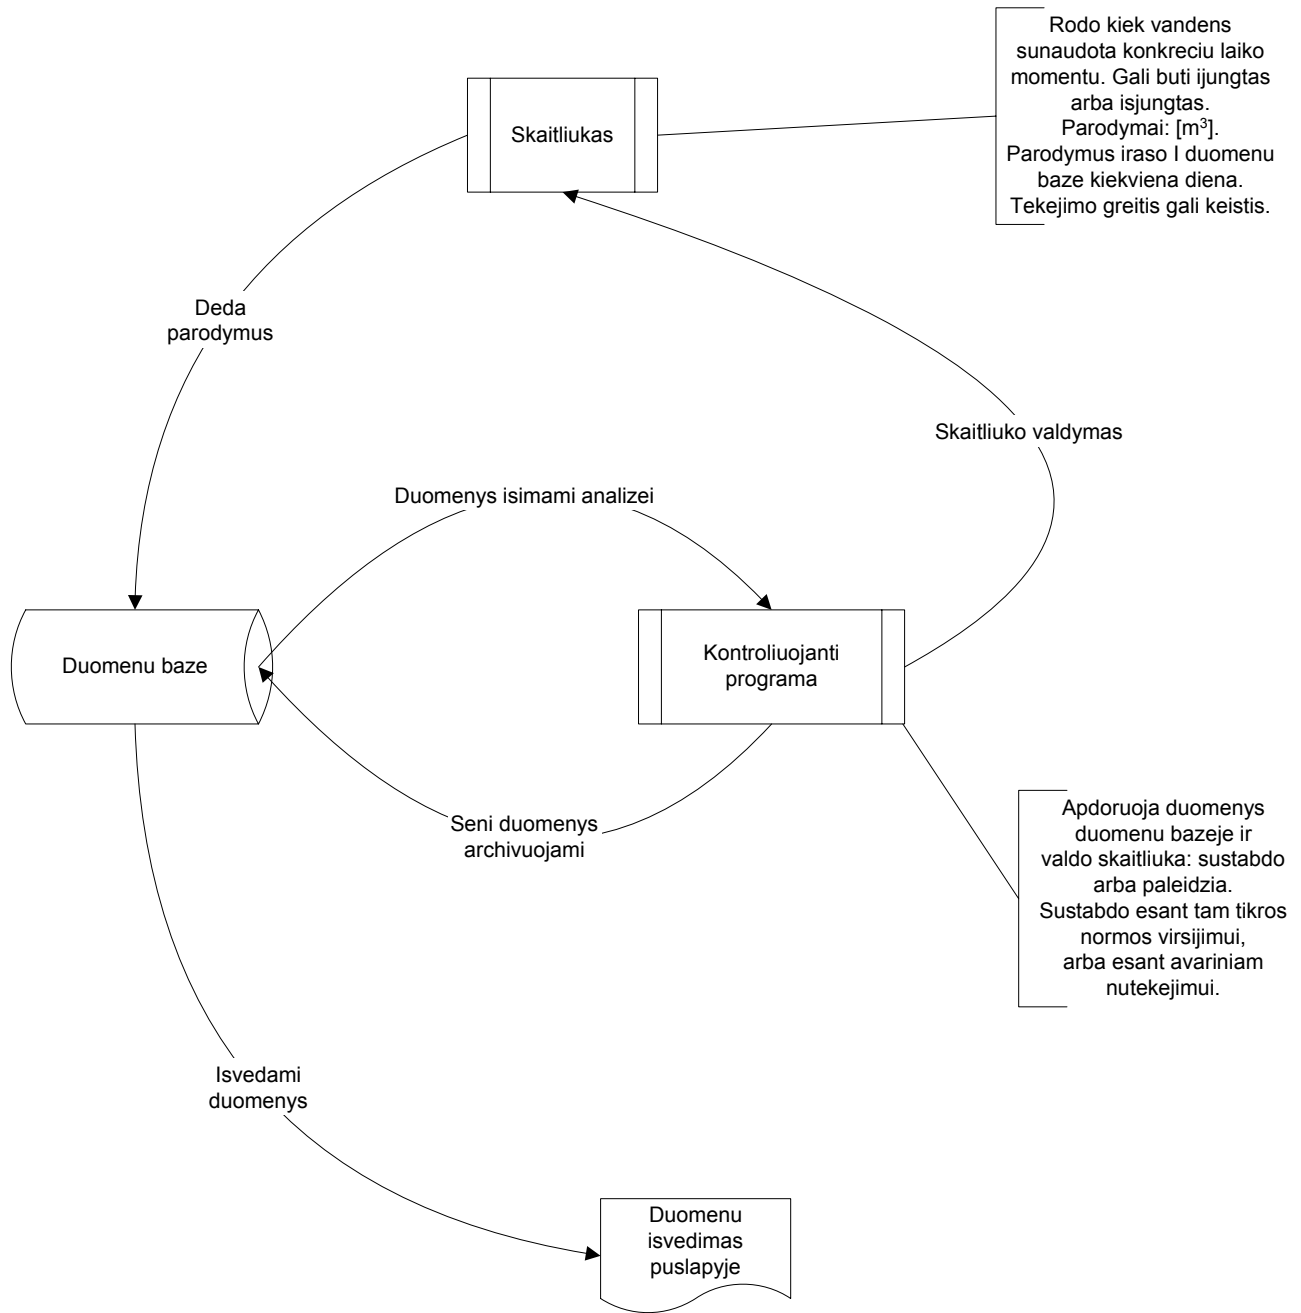 Rodo kiek vandens
sunaudota konkreciu laiko
momentu. Gali buti ijungtas
arba isjungtas.
Parodymai: [m³].
Parodymus iraso I duomenu
baze kiekviena diena.
Tekejimo greitis gali keistis.
Skaitliukas
Deda
parodymus
Skaitliuko valdymas
Duomenys isimami analizei
Duomenu baze
Kontroliuojanti
programa
Seni duomenys
archivuojami
Apdoruoja duomenys
duomenu bazeje ir
valdo skaitliuka: sustabdo
arba paleidzia.
Sustabdo esant tam tikros
normos virsijimui,
arba esant avariniam
nutekejimui.
Isvedami
duomenys
Duomenu
isvedimas
puslapyje